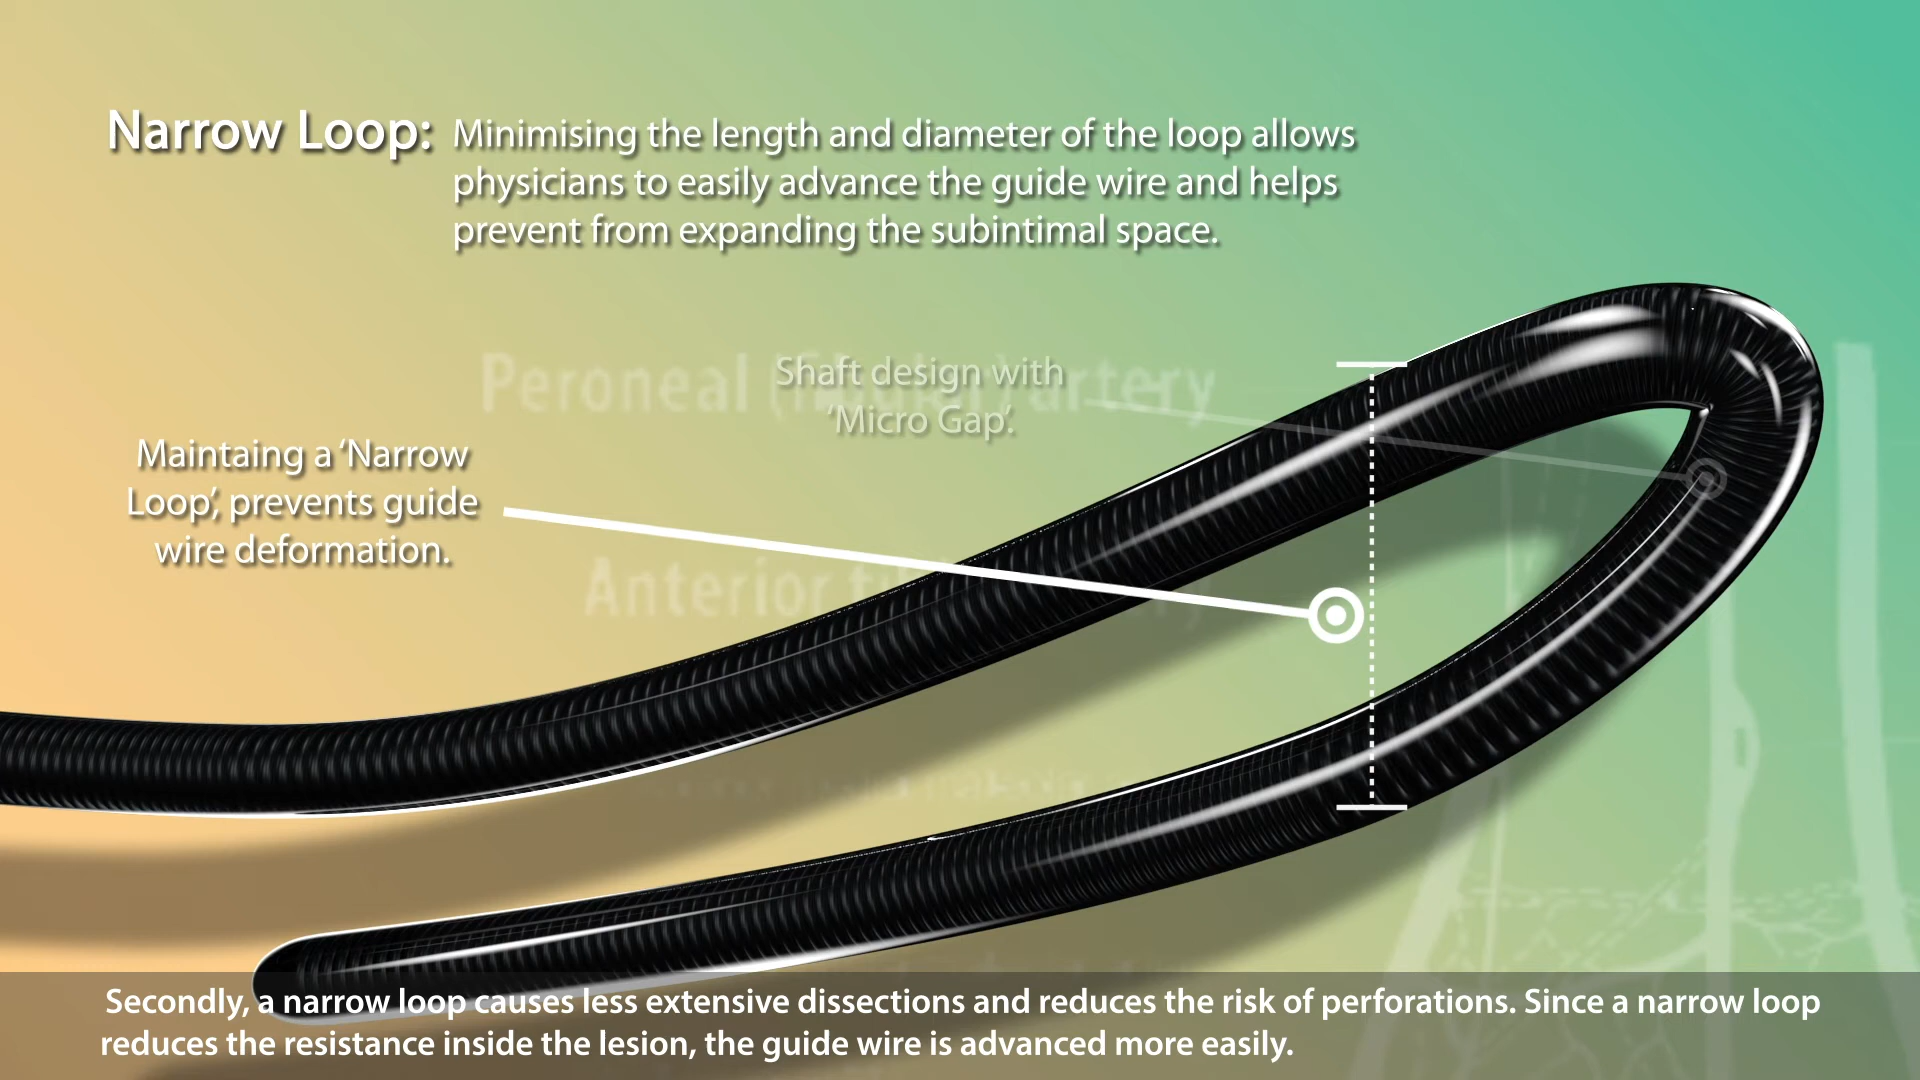 Narrow Loop: Minimising the length and diameter of the loop allows
physicians to easily advance the guide wire and helps
prevent from expanding the subintimal space.
Peroneal artery
Shaft design with
‘Micro Gap’.
Maintaing a ‘Narrow
Loop’, prevents guide
wire deformation.
Anterior
Secondly, a narrow loop causes less extensive dissections and reduces the risk of perforations. Since a narrow loop
reduces the resistance inside the lesion, the guide wire is advanced more easily.